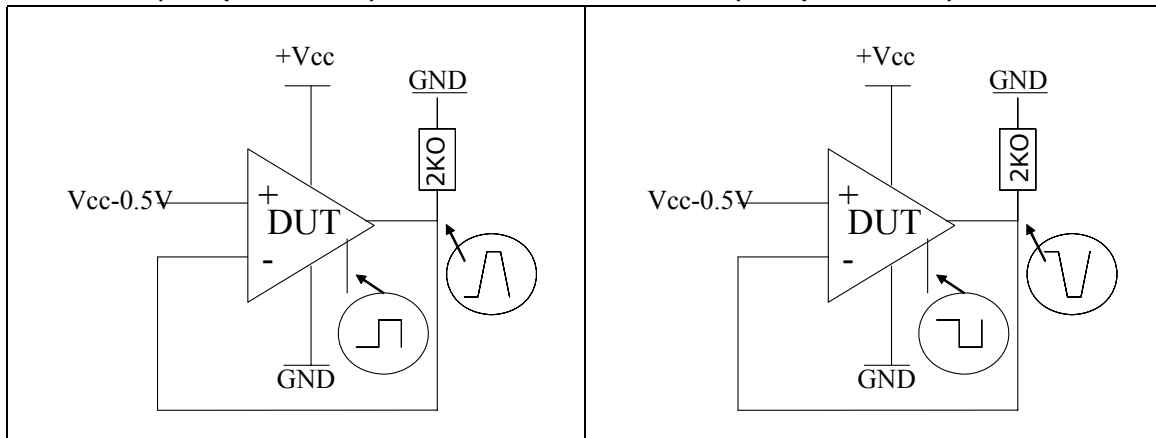 +Vcc
GND
2KO
Vcc-0.5V
+
DUT
-
GND
+Vcc
GND
2KO
Vcc-0.5V
+
DUT
-
GND